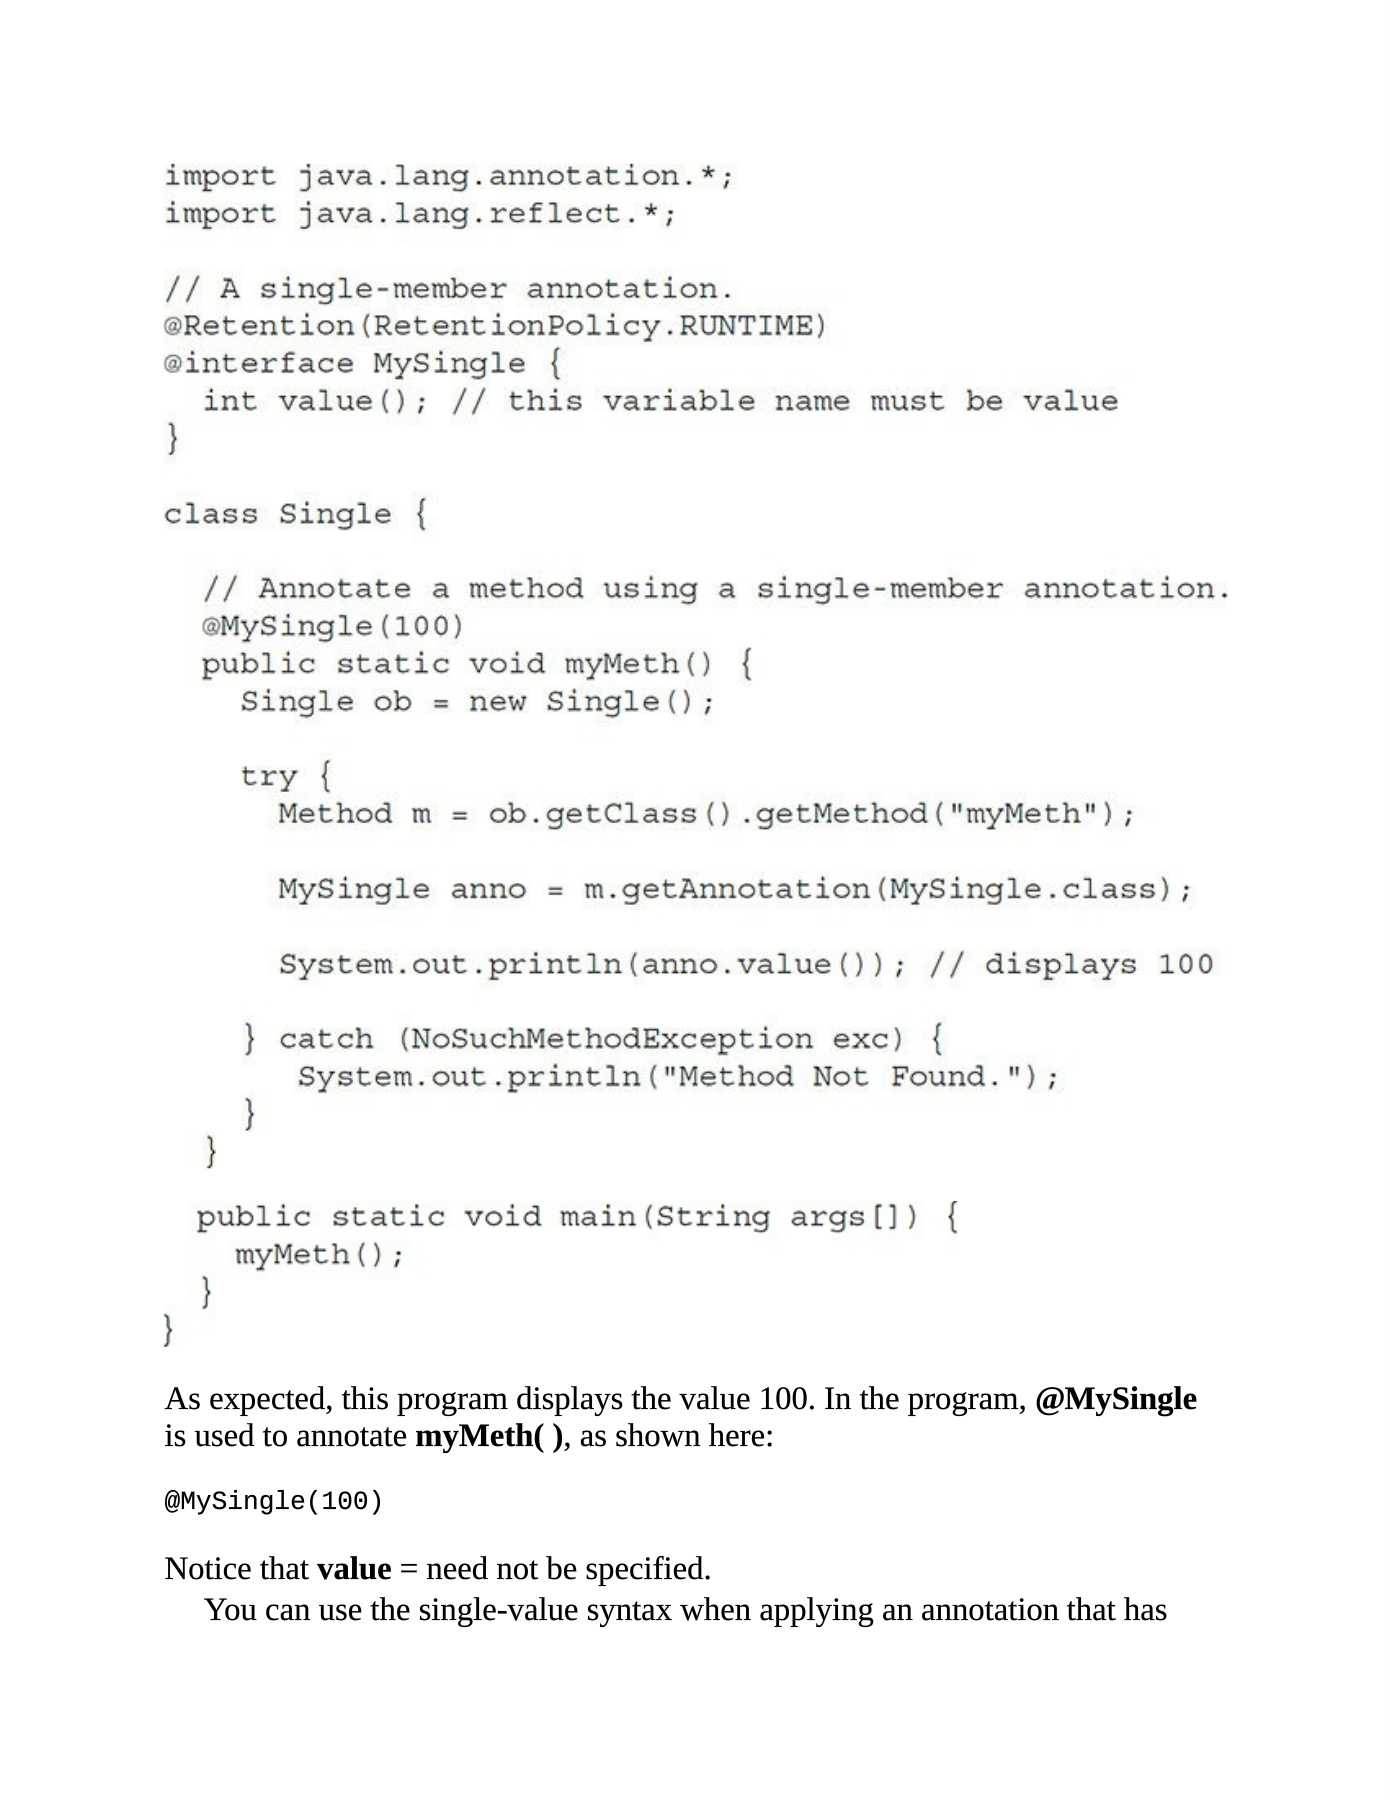 import java.lang.annotation.*;
import java.lang.reflect.*;

// A single-member annotation.
@Retention(RetentionPolicy.RUNTIME)
@interface MySingle {
  int value(); // this variable name must be value
}

class Single {

  // Annotate a method using a single-member annotation.
  @MySingle(100)
  public static void myMeth() {
    Single ob = new Single();

    try {
      Method m = ob.getClass().getMethod("myMeth");

      MySingle anno = m.getAnnotation(MySingle.class);

      System.out.println(anno.value()); // displays 100

    } catch (NoSuchMethodException exc) {
       System.out.println("Method Not Found.");
    }
  }

  public static void main(String args[]) {
    myMeth();
  }
}

As expected, this program displays the value 100. In the program, @MySingle
is used to annotate myMeth( ), as shown here:

@MySingle(100)

Notice that value = need not be specified.
You can use the single-value syntax when applying an annotation that has